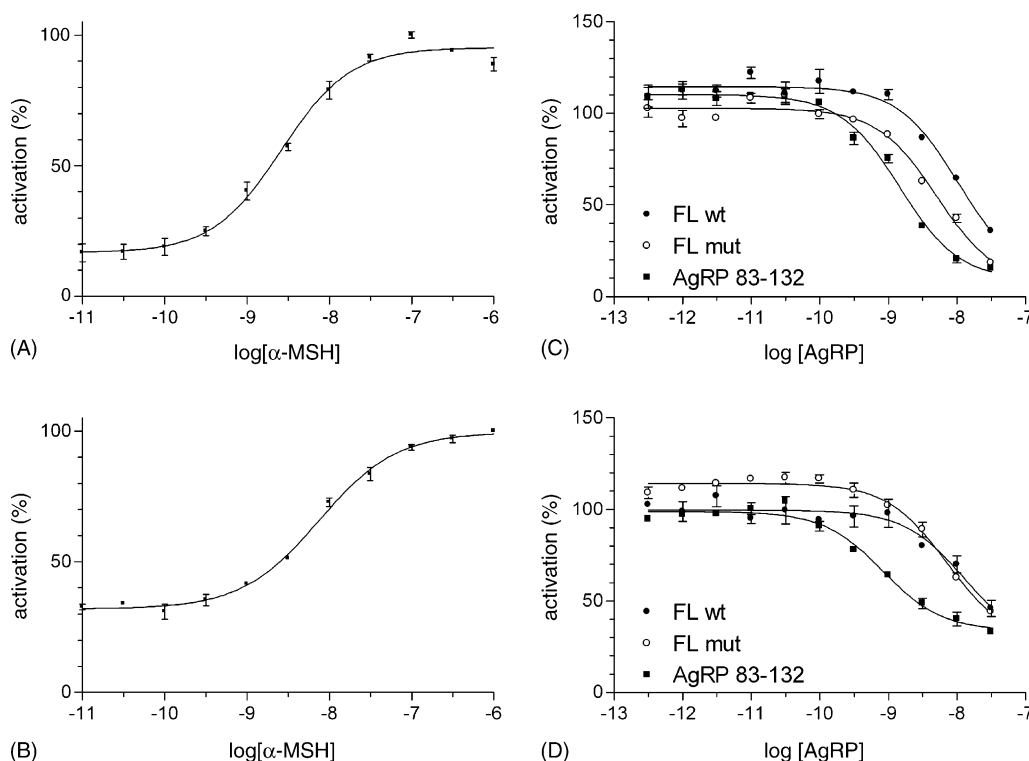 100
50
0
activation (%)
-11 -10 -9 -8 -7 -6
(A)
log[α-MSH]
150
100
50
0
activation (%)
FL wt
FL mut
AgRP 83-132
-13 -12 -11 -10 -9 -8 -7
(C)
log [AgRP]
100
50
0
activation (%)
-11 -10 -9 -8 -7 -6
(B)
log[α-MSH]
150
100
50
0
activation (%)
FL wt
FL mut
AgRP 83-132
-13 -12 -11 -10 -9 -8 -7
(D)
log [AgRP]